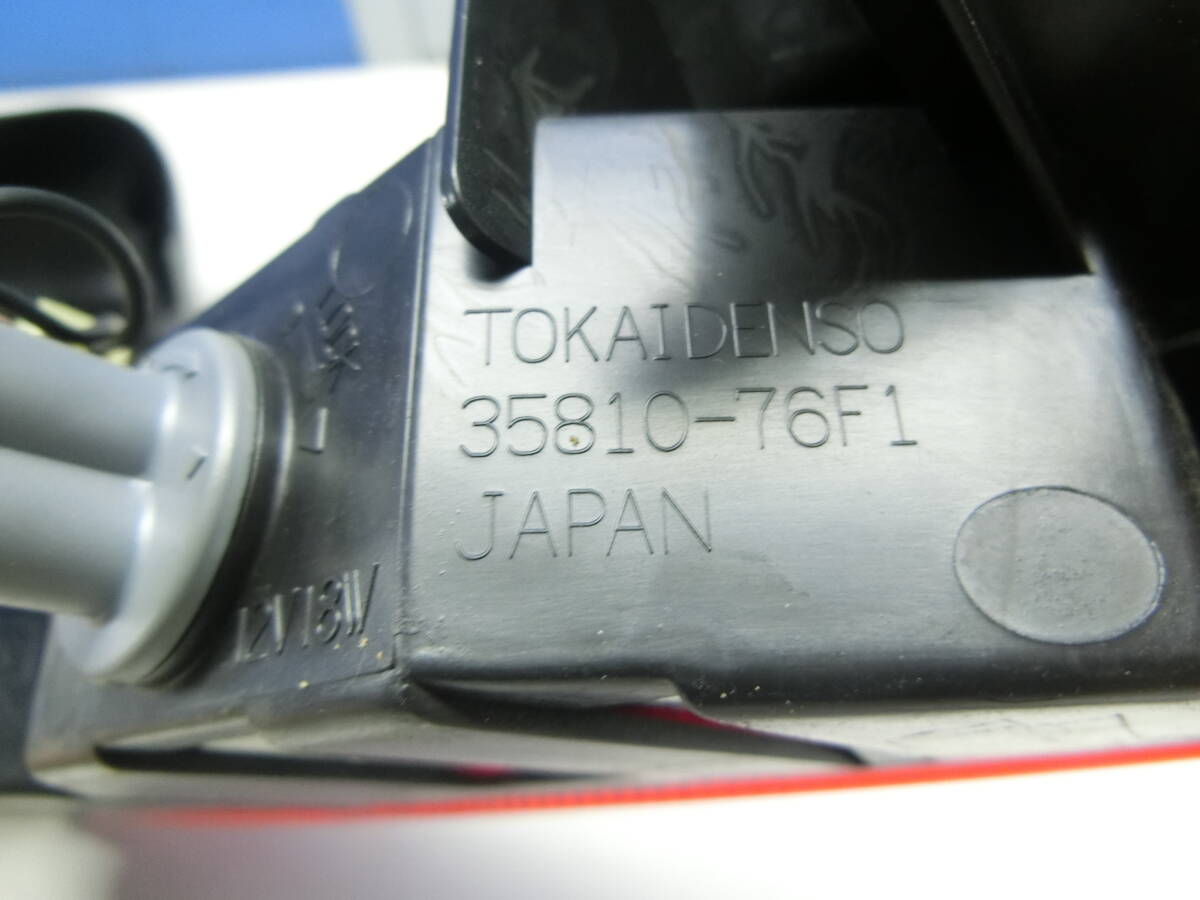 TOKAIDENSO
35810-76F1
JAPAN
12V18W